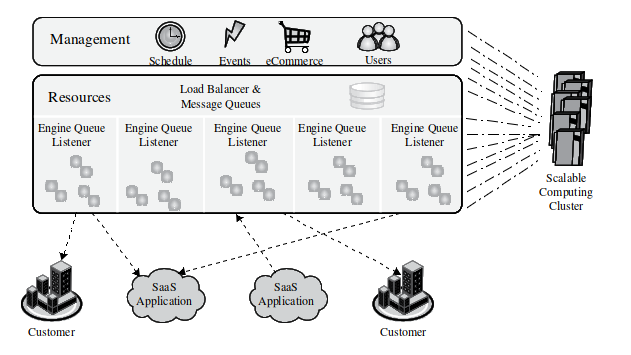 Management
Schedule
Events
eCommerce
Users
Resources
Load Balancer &
Message Queues
Engine Queue
Listener
Engine Queue
Listener
Engine Queue
Listener
Engine Queue
Listener
Engine Queue
Listener
Scalable
Computing
Cluster
SaaS
Application
SaaS
Application
Customer
Customer